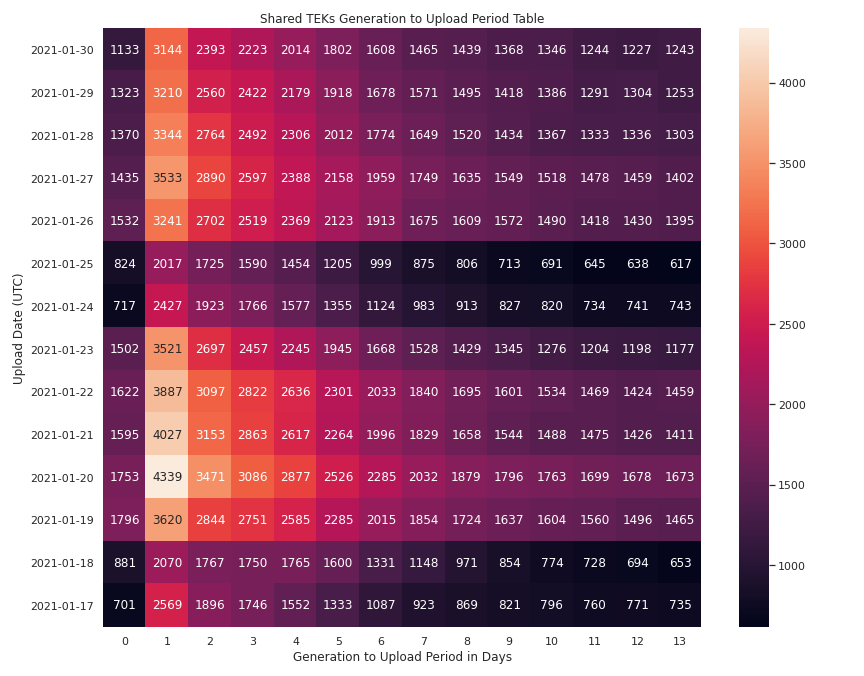 Shared TEKs Generation to Upload Period Table
Upload Date (UTC)
2021-01-30 1133 3144 2393 2223 2014 1802 1608 1465 1439 1368 1346 1244 1227 1243
2021-01-29 1323 3210 2560 2422 2179 1918 1678 1571 1495 1418 1386 1291 1304 1253
2021-01-28 1370 3344 2764 2492 2306 2012 1774 1649 1520 1434 1367 1333 1336 1303
2021-01-27 1435 3533 2890 2597 2388 2158 1959 1749 1635 1549 1518 1478 1459 1402
2021-01-26 1532 3241 2702 2519 2369 2123 1913 1675 1609 1572 1490 1418 1430 1395
2021-01-25 824 2017 1725 1590 1454 1205 999 875 806 713 691 645 638 617
2021-01-24 717 2427 1923 1766 1577 1355 1124 983 913 827 820 734 741 743
2021-01-23 1502 3521 2697 2457 2245 1945 1668 1528 1429 1345 1276 1204 1198 1177
2021-01-22 1622 3887 3097 2822 2636 2301 2033 1840 1695 1601 1534 1469 1424 1459
2021-01-21 1595 4027 3153 2863 2617 2264 1996 1829 1658 1544 1488 1475 1426 1411
2021-01-20 1753 4339 3471 3086 2877 2526 2285 2032 1879 1796 1763 1699 1678 1673
2021-01-19 1796 3620 2844 2751 2585 2285 2015 1854 1724 1637 1604 1560 1496 1465
2021-01-18 881 2070 1767 1750 1765 1600 1331 1148 971 854 774 728 694 653
2021-01-17 701 2569 1896 1746 1552 1333 1087 923 869 821 796 760 771 735
0 1 2 3 4 5 6 7 8 9 10 11 12 13
Generation to Upload Period in Days
4000
3500
3000
2500
2000
1500
1000